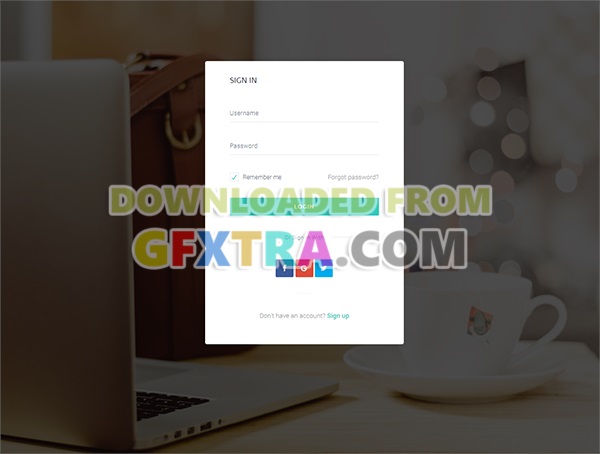 SIGN IN
Username
Password
Remember me Forgot password?
DOWNLOADED FROM
LOGIN
GFXTRA.COM
Don't have an account? Sign up